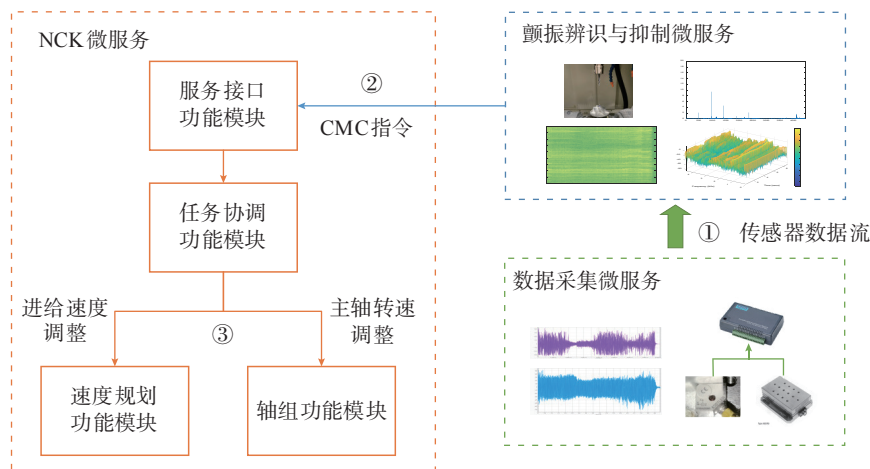 NCK微服务
服务接口
功能模块
②
CMC指令
任务协调
功能模块
进给速度
调整
③
主轴转速
调整
速度规划
功能模块
轴组功能模块
颤振辨识与抑制微服务
① 传感器数据流
数据采集微服务